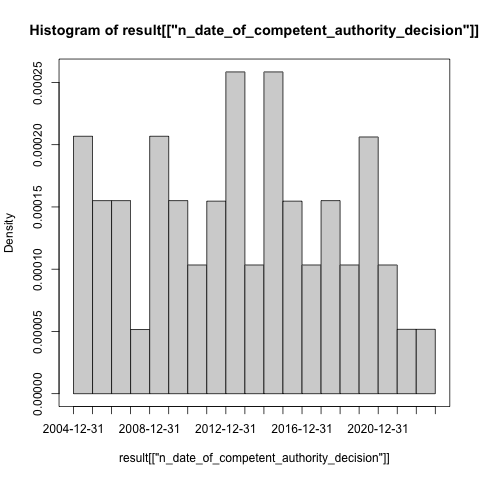 Histogram of result[["n_date_of_competent_authority_decision"]]
0.00025
0.00020
0.00015
0.00010
0.00005
0.00000
Density
2004-12-31 2008-12-31 2012-12-31 2016-12-31 2020-12-31
result[["n_date_of_competent_authority_decision"]]